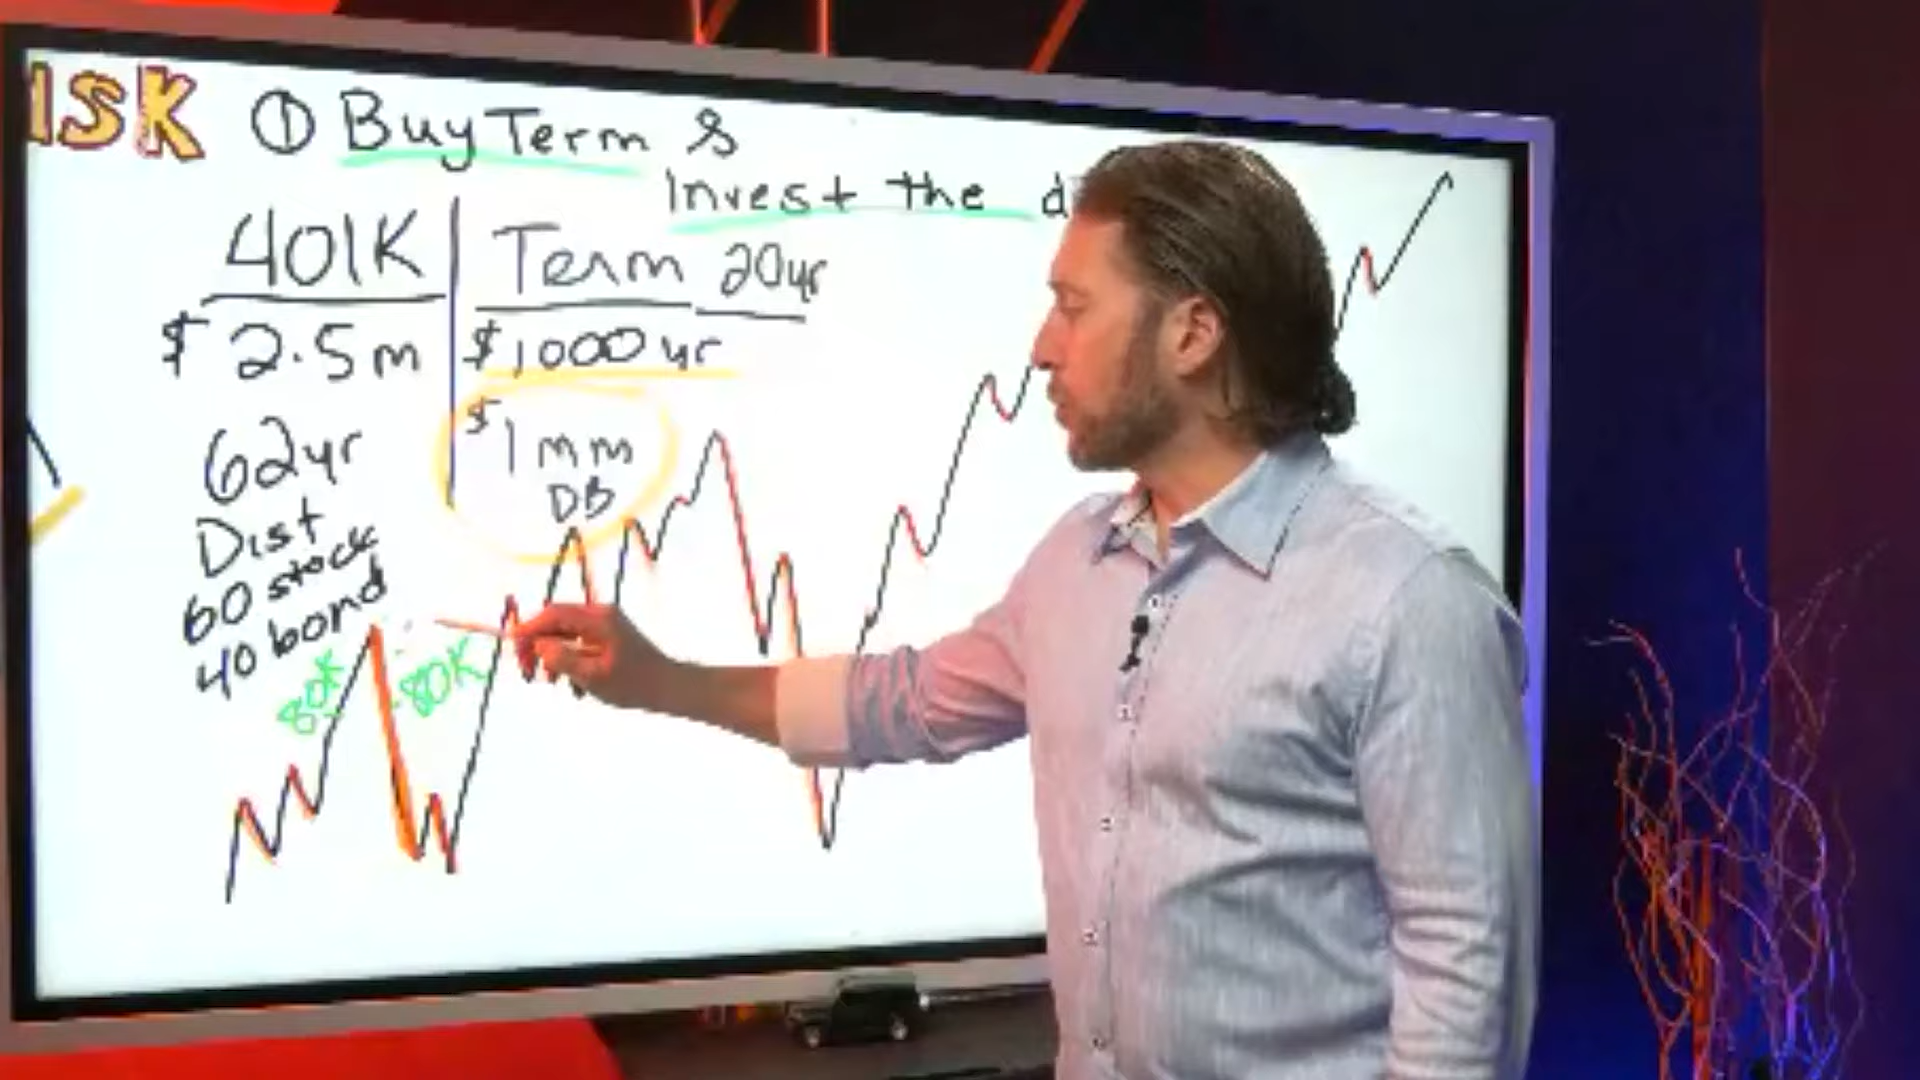 ISK ① Buy Term &
Invest the d
401K
Term 20yr
$2.5m
$1000 yr
$1mm
DB
62yr
Dist
60 stock
40 bond
80K
-80K